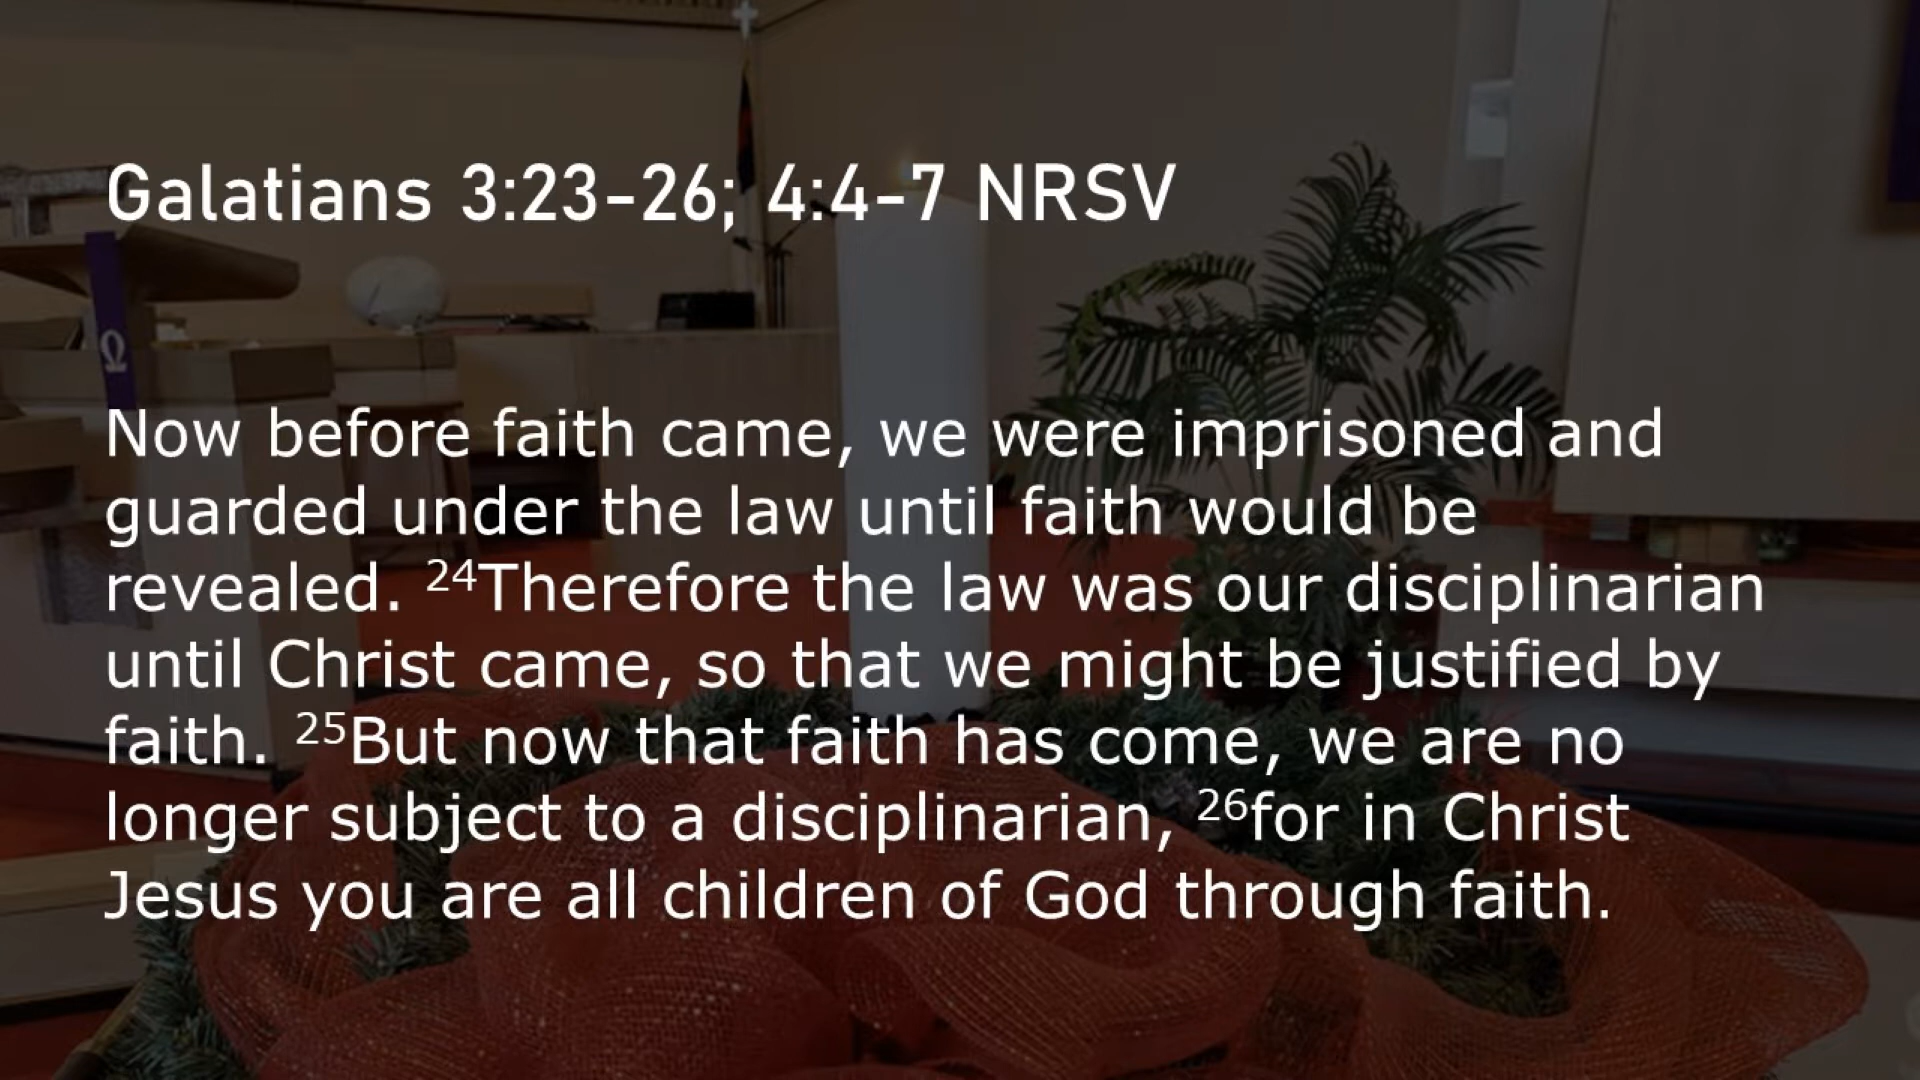 Galatians 3:23-26; 4:4-7 NRSV
Ω
Now before faith came, we were imprisoned and
guarded under the law until faith would be
revealed. ²⁴Therefore the law was our disciplinarian
until Christ came, so that we might be justified by
faith. ²⁵But now that faith has come, we are no
longer subject to a disciplinarian, ²⁶for in Christ
Jesus you are all children of God through faith.